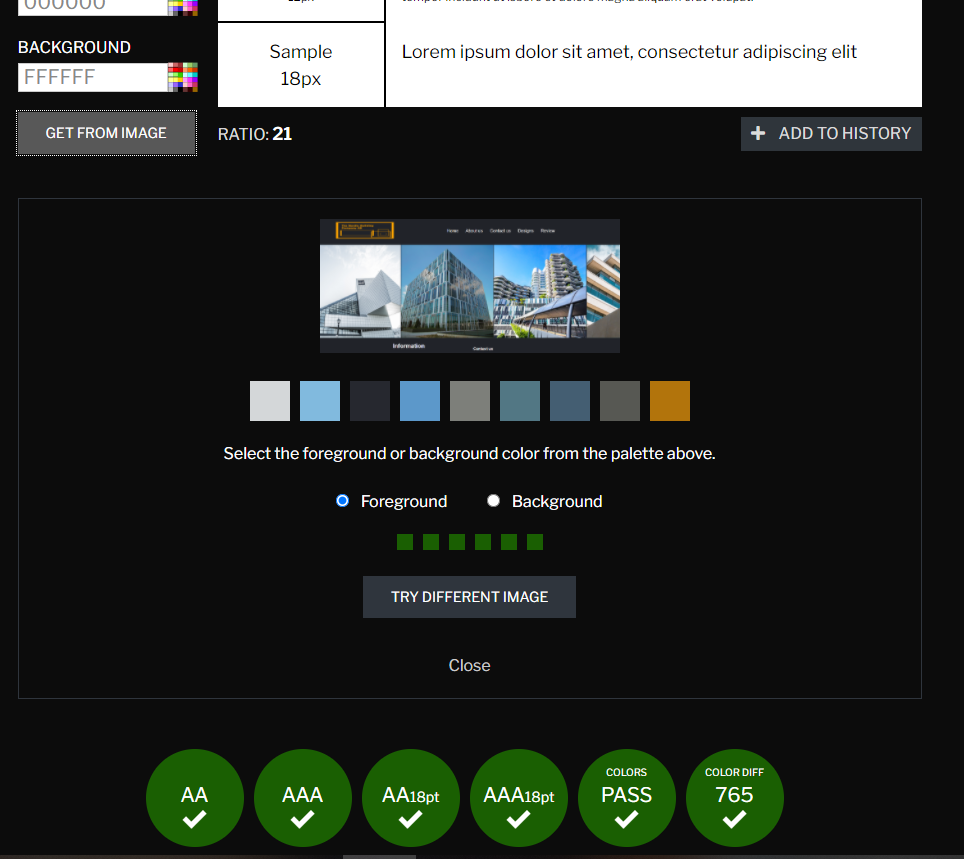 000000
BACKGROUND
FFFFFF
Sample
18px
Lorem ipsum dolor sit amet, consectetur adipiscing elit
GET FROM IMAGE
RATIO: 21
ADD TO HISTORY
Home About us Contact us Designs Review
Information
Contact us
Select the foreground or background color from the palette above.
Foreground Background
TRY DIFFERENT IMAGE
Close
AA
AAA
AA18pt
AAA18pt
COLORS
PASS
COLOR DIFF
765